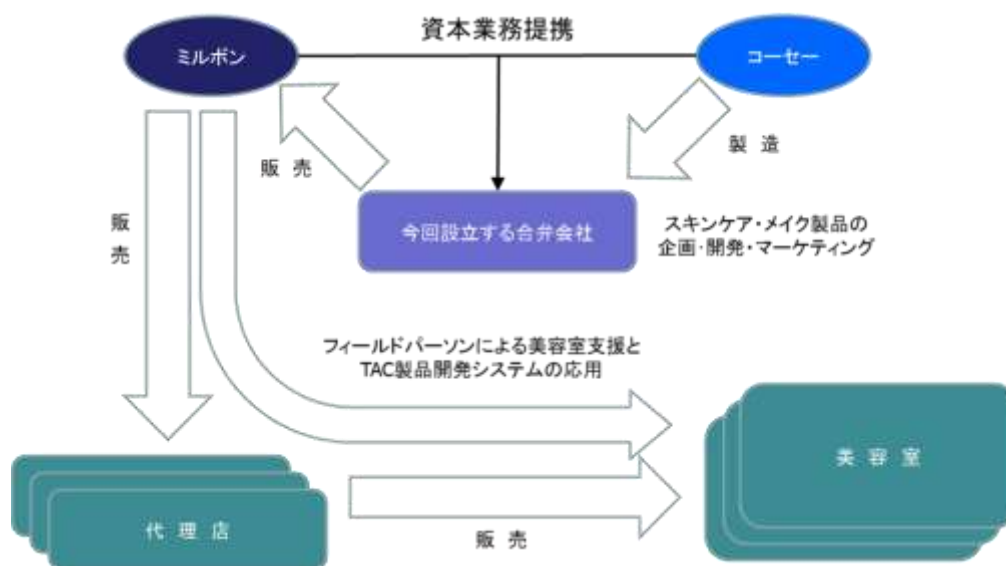 資本業務提携
ミルボン
コーセー
製 造
販 売
販
売
今回設立する合弁会社
スキンケア・メイク製品の
企画・開発・マーケティング
フィールドパーソンによる美容室支援と
TAC製品開発システムの応用
美 容 室
代 理 店
販 売